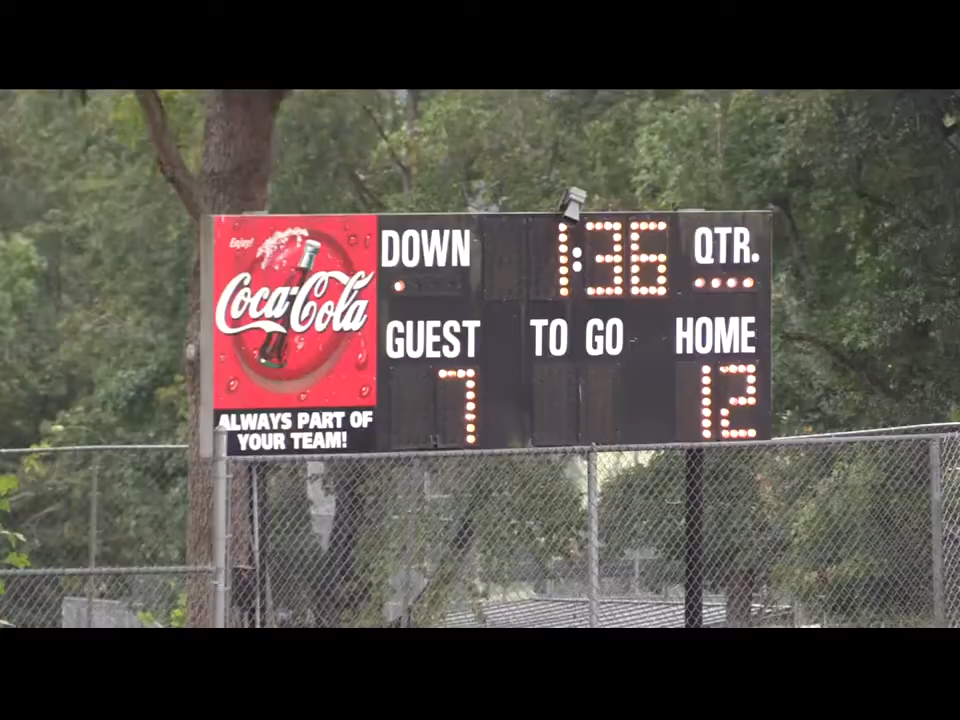 Enjoy!
Coca-Cola
ALWAYS PART OF
YOUR TEAM!
DOWN 1:36 QTR.
GUEST TO GO HOME
7 12